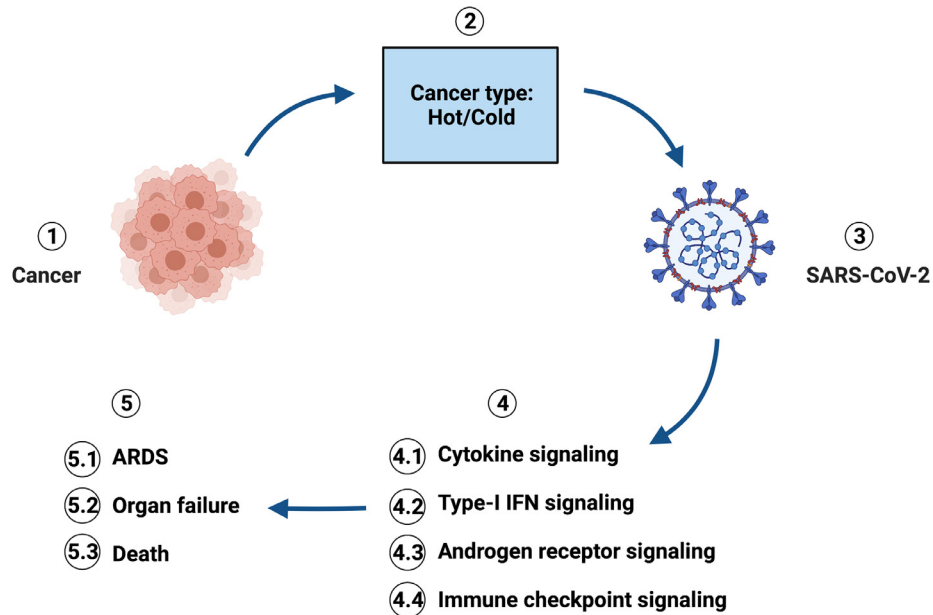 2
Cancer type:
Hot/Cold
1
Cancer
3
SARS-CoV-2
4
4.1 Cytokine signaling
4.2 Type-I IFN signaling
4.3 Androgen receptor signaling
4.4 Immune checkpoint signaling
5
5.1 ARDS
5.2 Organ failure
5.3 Death